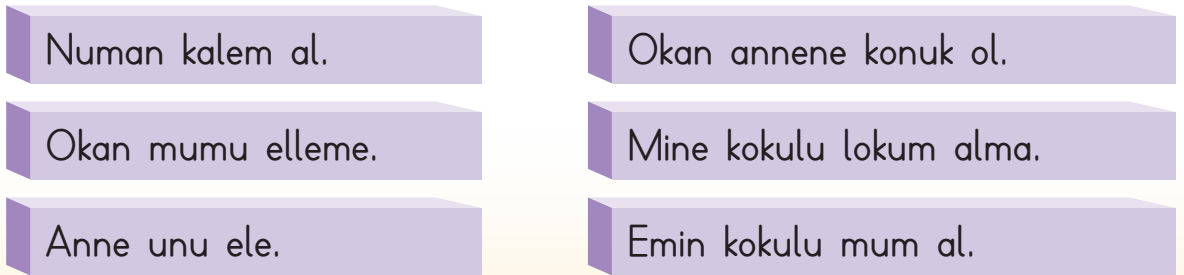 Numan kalem al.
Okan mumu elleme.
Anne unu ele.
Okan annene konuk ol.
Mine kokulu lokum alma.
Emin kokulu mum al.